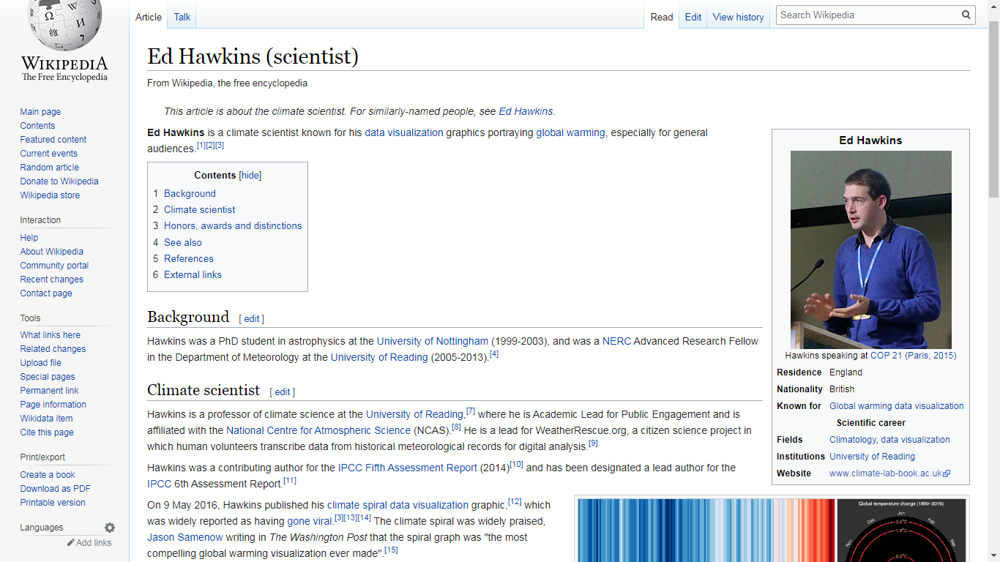 Article
Talk
Read
Edit
View history
Search Wikipedia
WIKIPEDIA
The Free Encyclopedia
Main page
Contents
Featured content
Current events
Random article
Donate to Wikipedia
Wikipedia store
Interaction
Help
About Wikipedia
Community portal
Recent changes
Contact page
Tools
What links here
Related changes
Upload file
Special pages
Permanent link
Page information
Wikidata item
Cite this page
Print/export
Create a book
Download as PDF
Printable version
Languages
Add links
Ed Hawkins (scientist)
From Wikipedia, the free encyclopedia
This article is about the climate scientist. For similarly-named people, see Ed Hawkins.
Ed Hawkins is a climate scientist known for his data visualization graphics portraying global warming, especially for general
audiences.[1][2][3]
Contents [hide]
1 Background
2 Climate scientist
3 Honors, awards and distinctions
4 See also
5 References
6 External links
Background [ edit ]
Hawkins was a PhD student in astrophysics at the University of Nottingham (1999-2003), and was a NERC Advanced Research Fellow
in the Department of Meteorology at the University of Reading (2005-2013).[4]
Climate scientist [ edit ]
Hawkins is a professor of climate science at the University of Reading,[7] where he is Academic Lead for Public Engagement and is
affiliated with the National Centre for Atmospheric Science (NCAS).[8] He is a lead for WeatherRescue.org, a citizen science project in
which human volunteers transcribe data from historical meteorological records for digital analysis.[9]
Hawkins was a contributing author for the IPCC Fifth Assessment Report (2014)[10] and has been designated a lead author for the
IPCC 6th Assessment Report.[11]
On 9 May 2016, Hawkins published his climate spiral data visualization graphic,[12] which
was widely reported as having gone viral.[3][13][14] The climate spiral was widely praised,
Jason Samenow writing in The Washington Post that the spiral graph was "the most
compelling global warming visualization ever made".[15]
Ed Hawkins
Hawkins speaking at COP 21 (Paris, 2015)
Residence England
Nationality British
Known for Global warming data visualization
Scientific career
Fields Climatology, data visualization
Institutions University of Reading
Website www.climate-lab-book.ac.uk
Global temperature change (1850–2016)
Jan
Dec
Feb
Nov
Mar
2.0°C
1.5°C
0.0°C